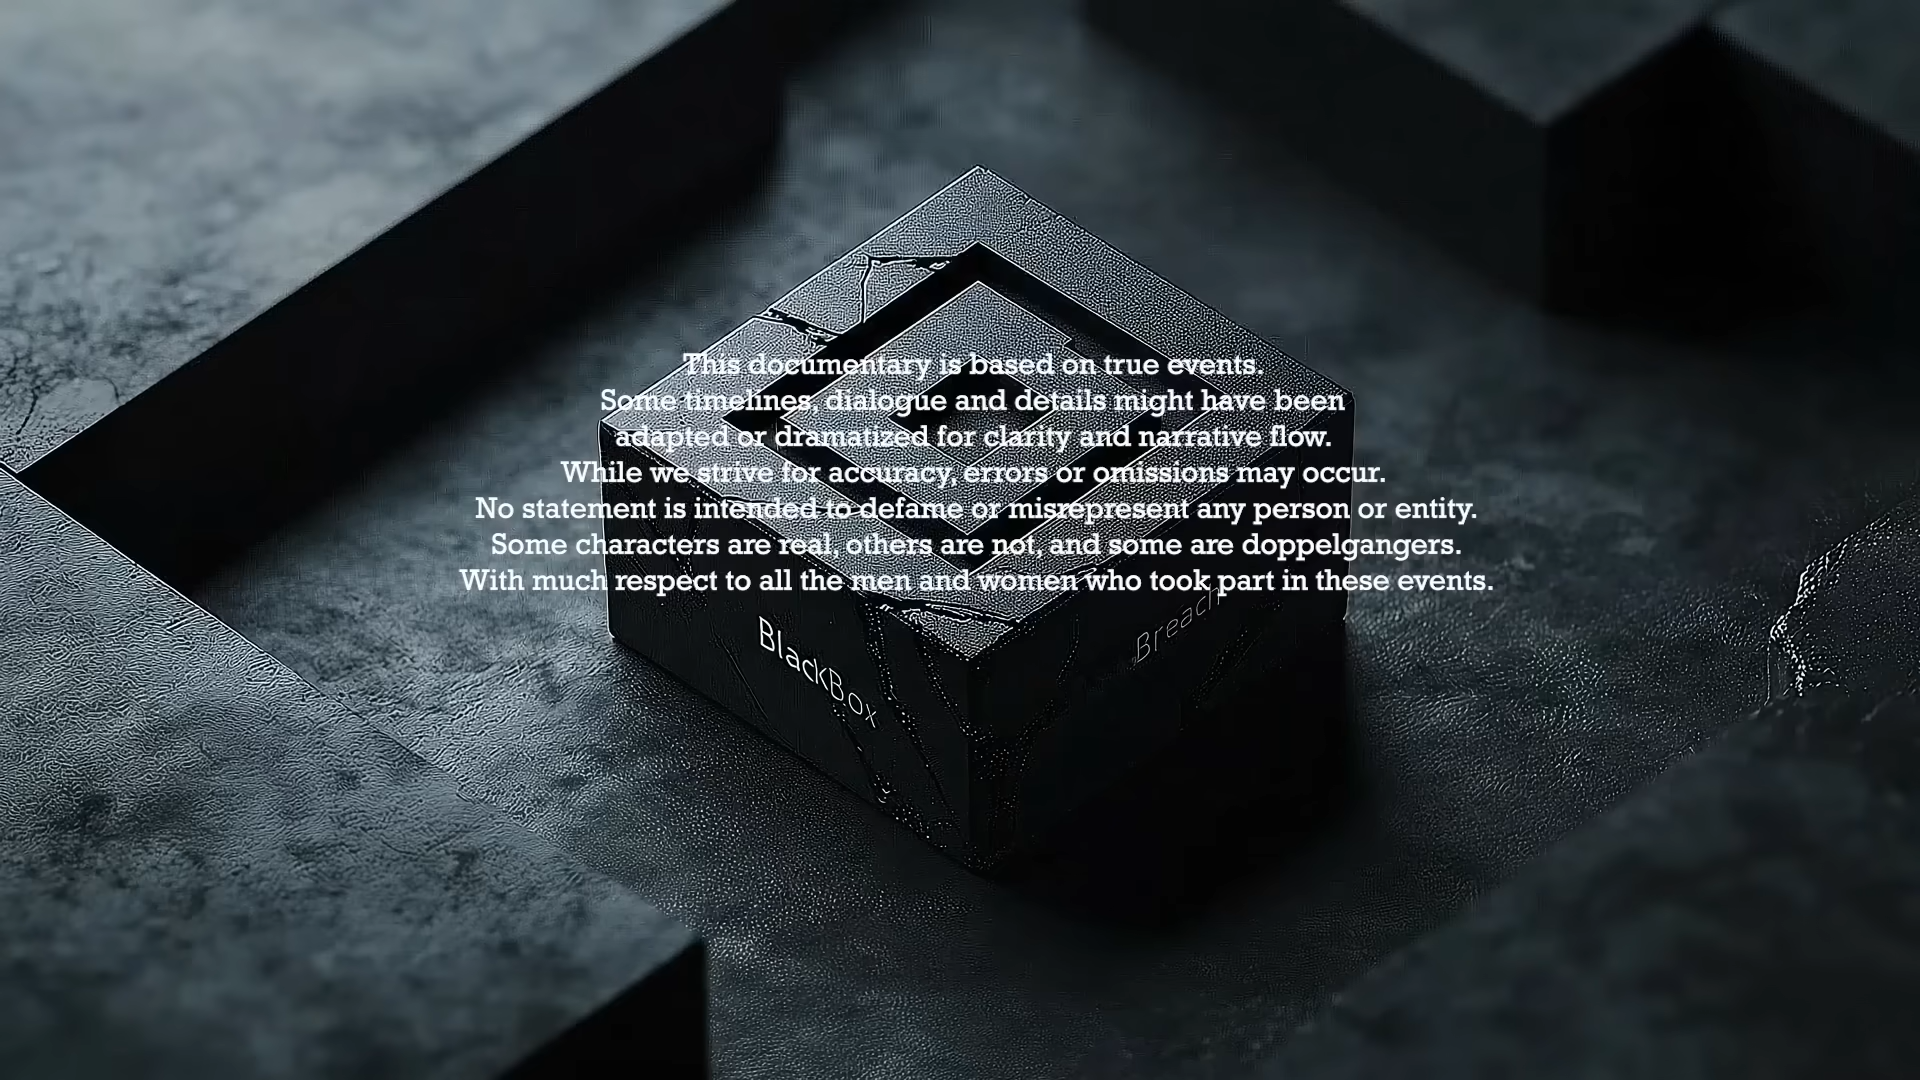 This documentary is based on true events.
Some timelines, dialogue and details might have been
adapted or dramatized for clarity and narrative flow.
While we strive for accuracy, errors or omissions may occur.
No statement is intended to defame or misrepresent any person or entity.
Some characters are real, others are not, and some are doppelgangers.
With much respect to all the men and women who took part in these events.
BlackBox
Breach